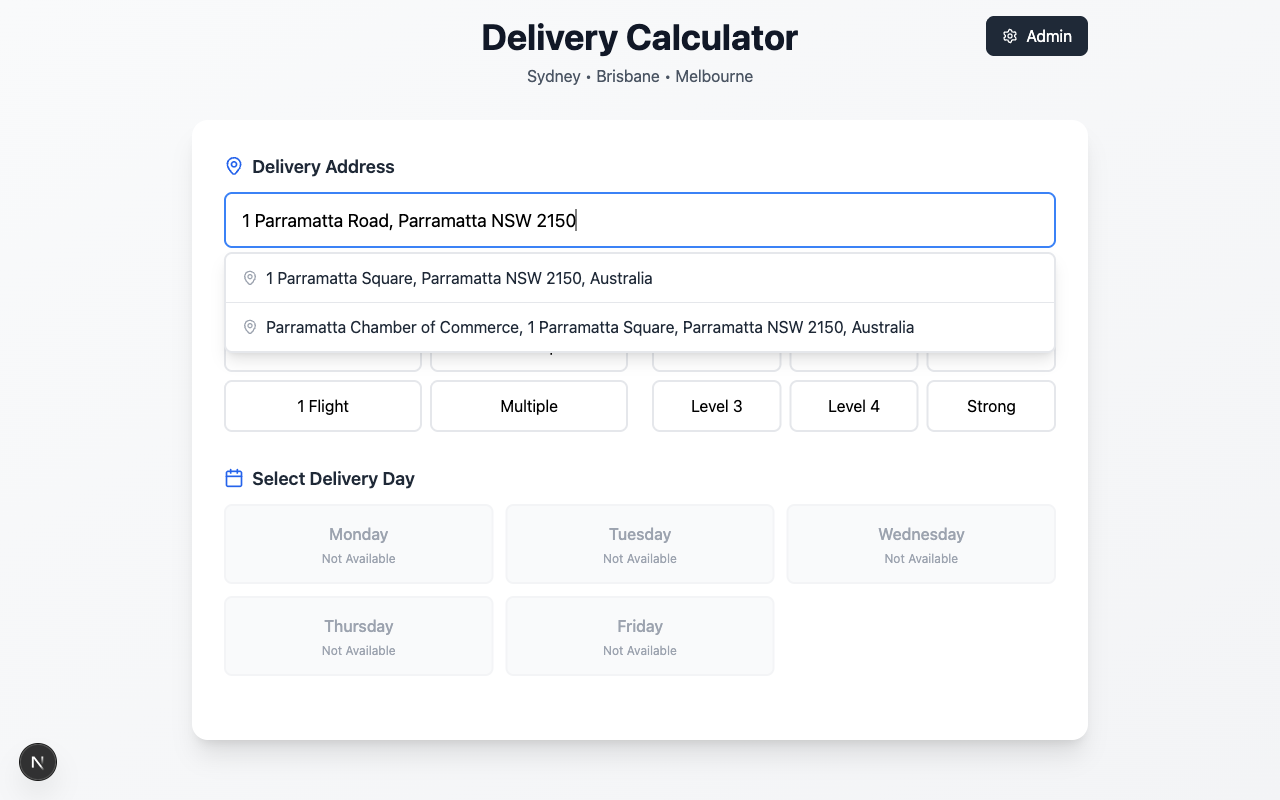 Delivery Calculator
Admin
Sydney • Brisbane • Melbourne
Delivery Address
1 Parramatta Road, Parramatta NSW 2150
1 Parramatta Square, Parramatta NSW 2150, Australia
Parramatta Chamber of Commerce, 1 Parramatta Square, Parramatta NSW 2150, Australia
1 Flight
Multiple
Level 3
Level 4
Strong
Select Delivery Day
Monday
Not Available
Tuesday
Not Available
Wednesday
Not Available
Thursday
Not Available
Friday
Not Available
N